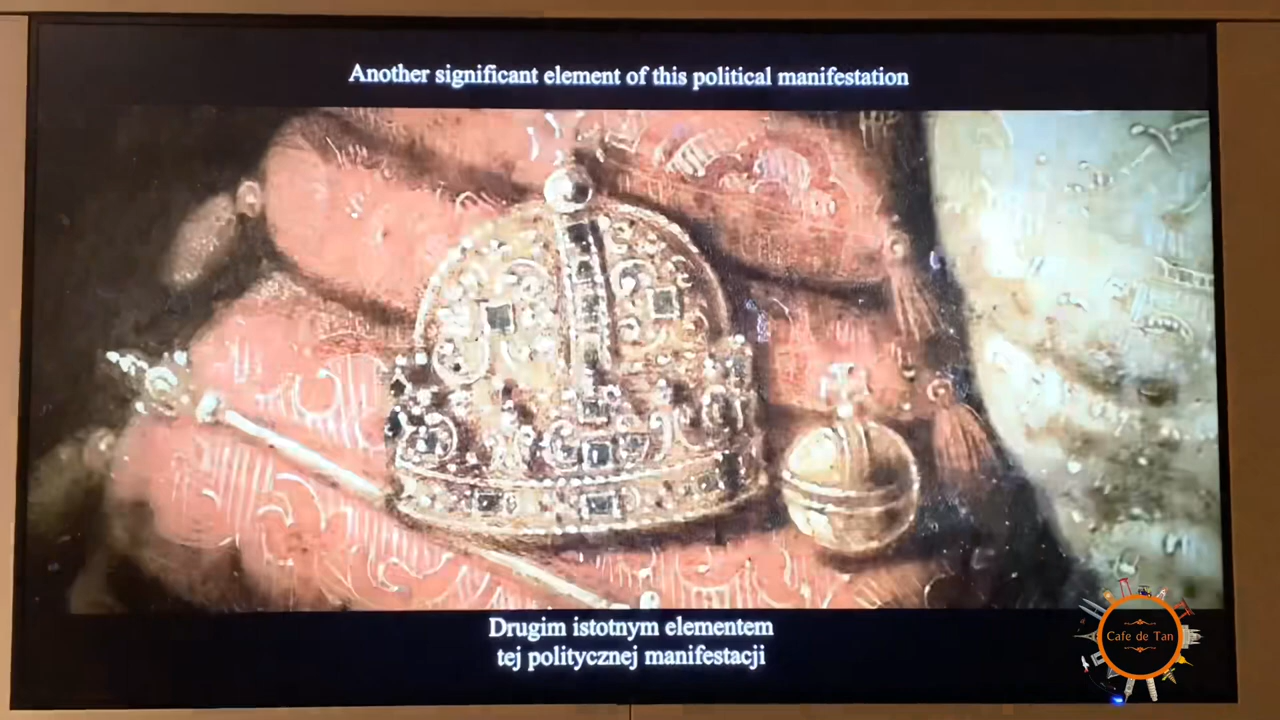 Another significant element of this political manifestation
Drugim istotnym elementem
tej politycznej manifestacji
Cafe de Tan